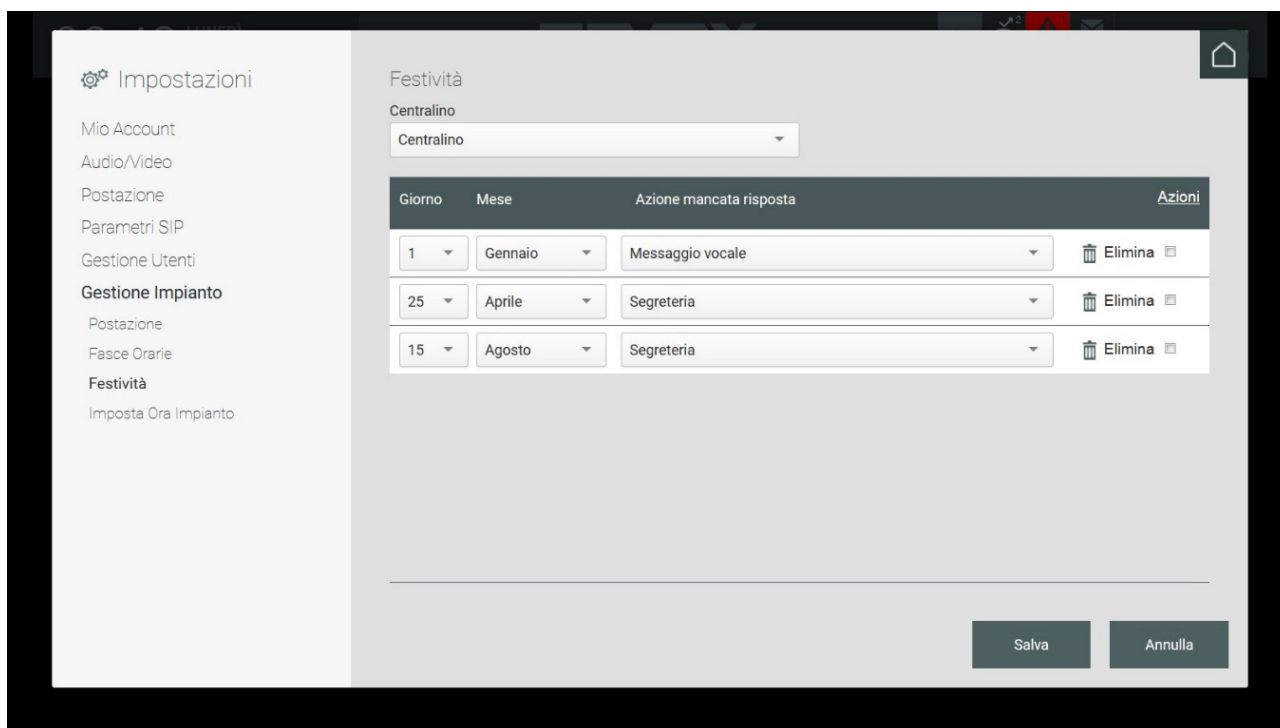 LUNEDÌ
2
Impostazioni
Mio Account
Audio/Video
Postazione
Parametri SIP
Gestione Utenti
Gestione Impianto
Postazione
Fasce Orarie
Festività
Imposta Ora Impianto
Festività
Centralino
Centralino
Giorno Mese Azione mancata risposta Azioni
1 Gennaio Messaggio vocale Elimina
25 Aprile Segreteria Elimina
15 Agosto Segreteria Elimina
Salva Annulla